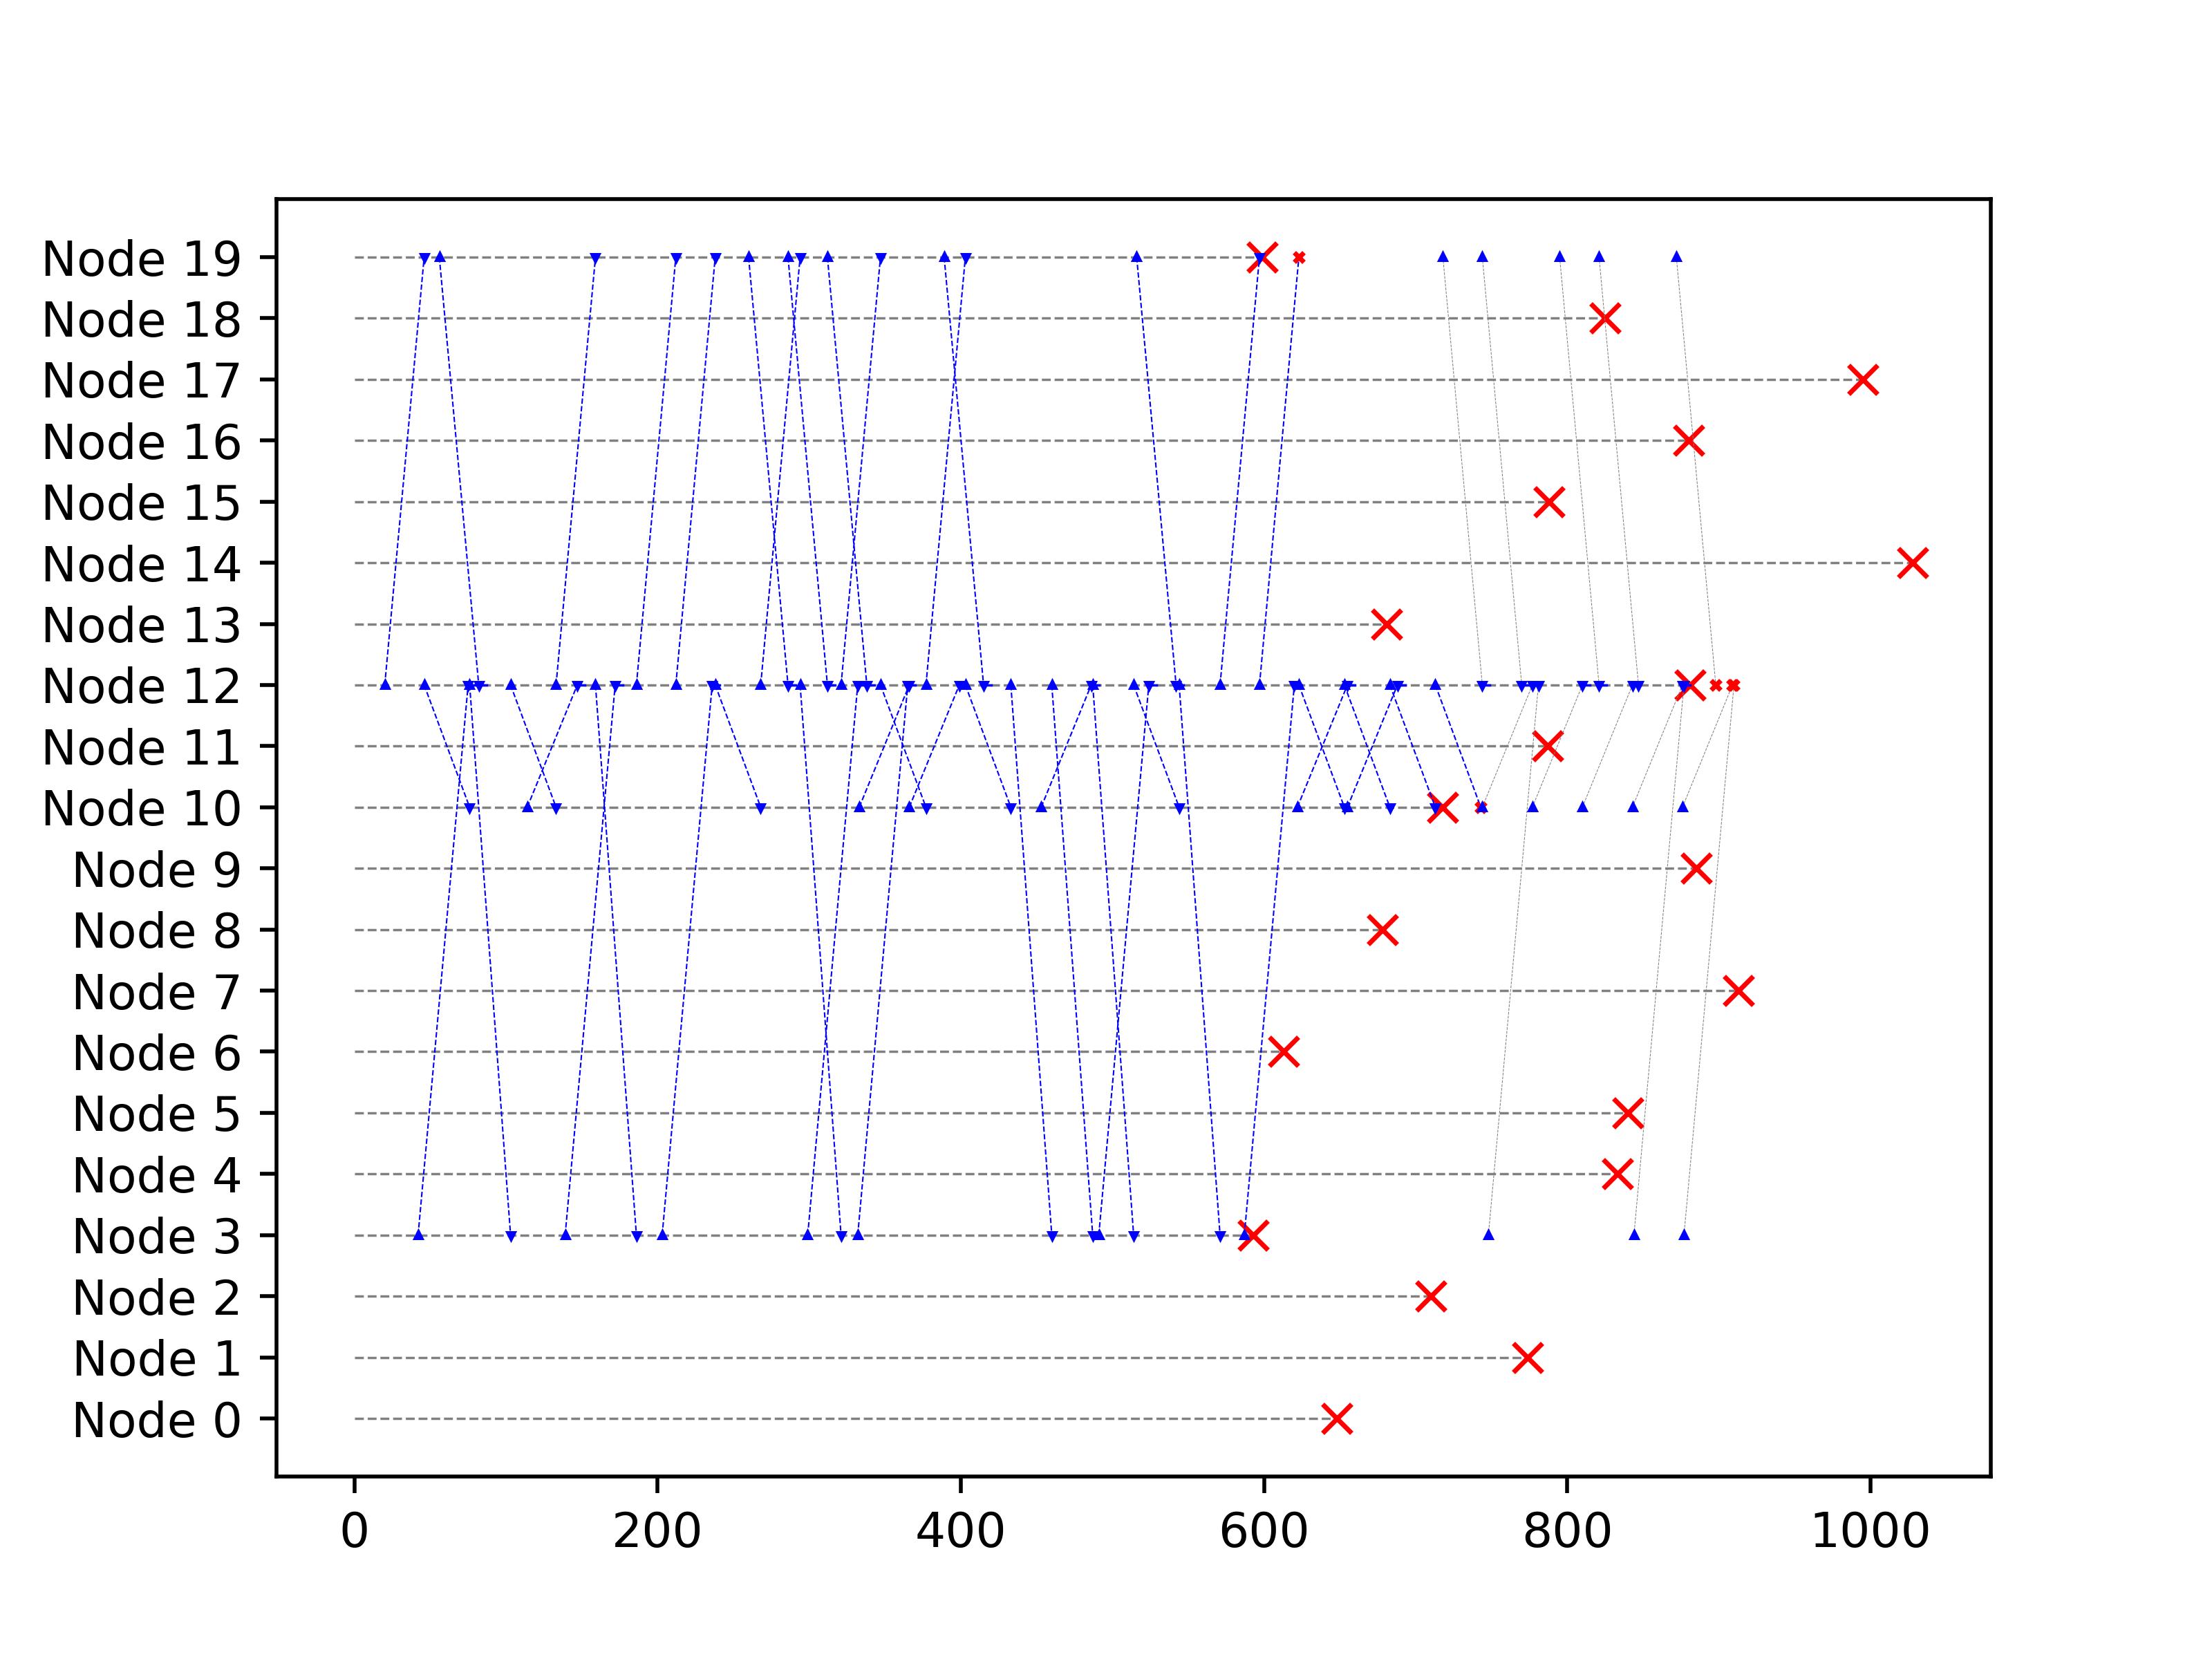 Node 19
Node 18
Node 17
Node 16
Node 15
Node 14
Node 13
Node 12
Node 11
Node 10
Node 9
Node 8
Node 7
Node 6
Node 5
Node 4
Node 3
Node 2
Node 1
Node 0
0 200 400 600 800 1000